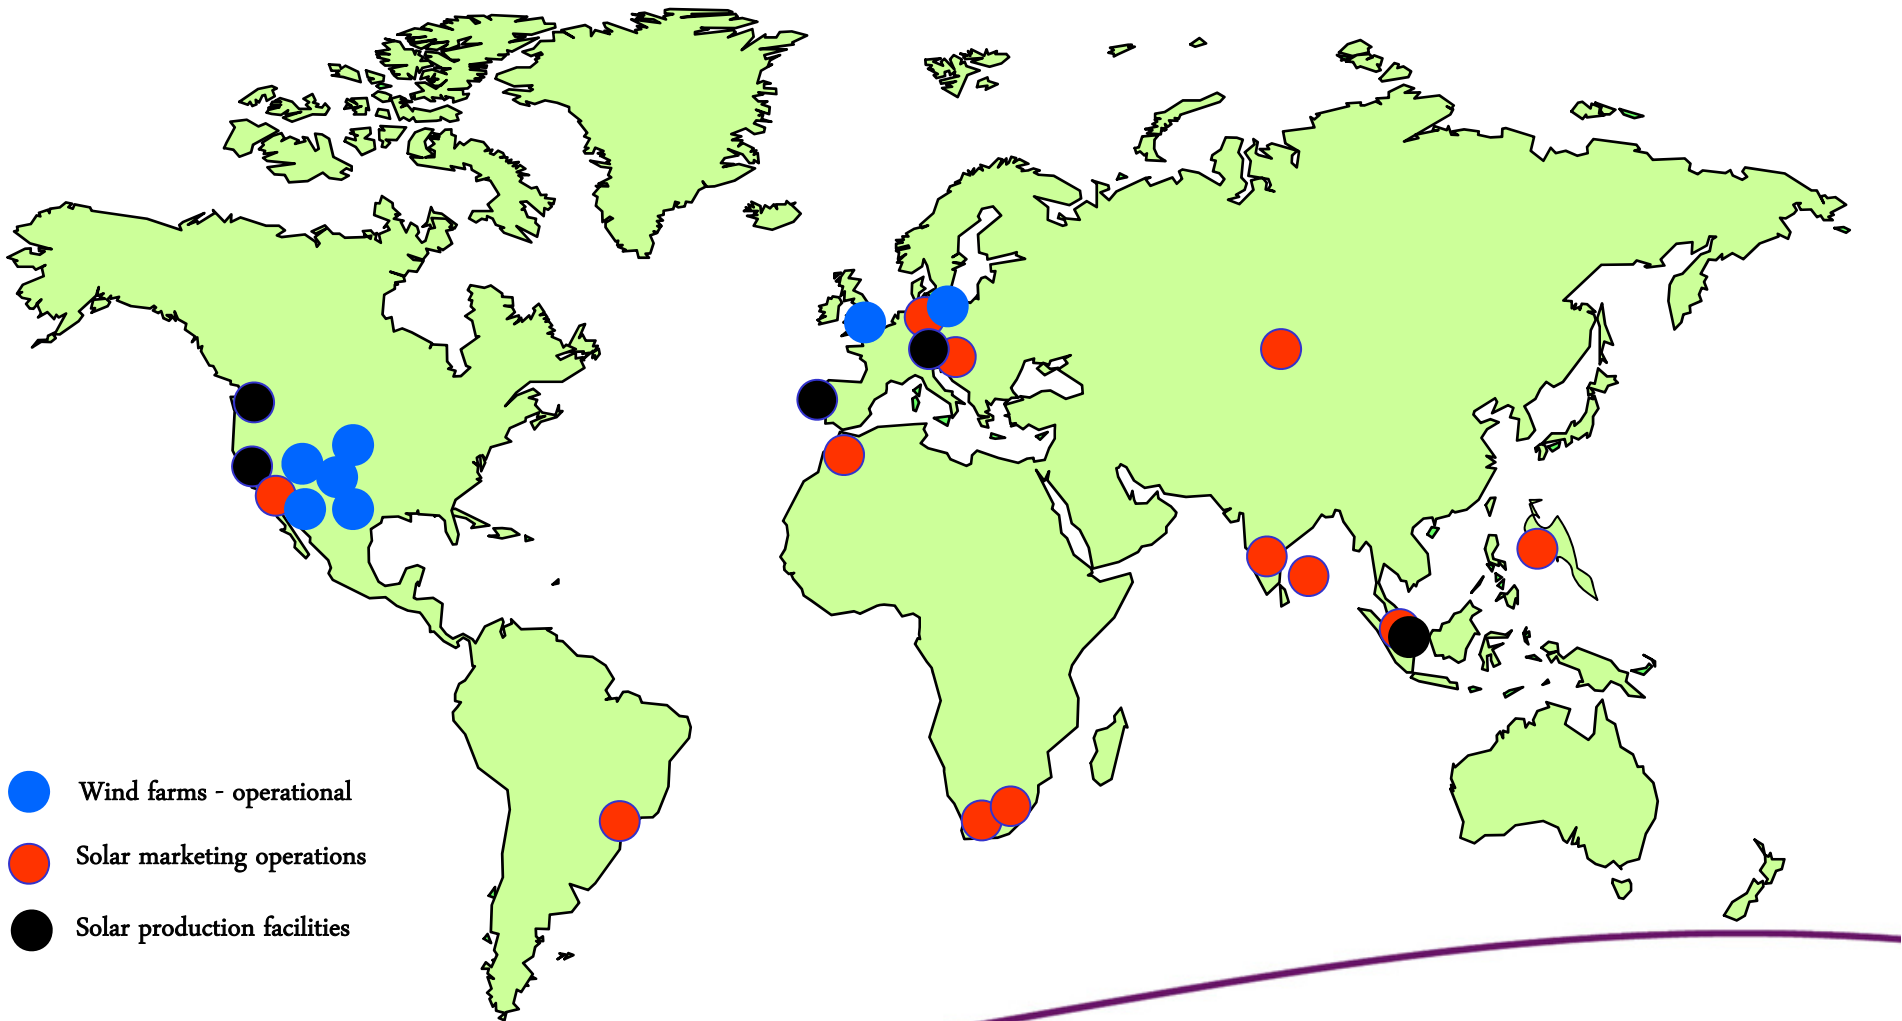 Wind farms - operational
Solar marketing operations
Solar production facilities